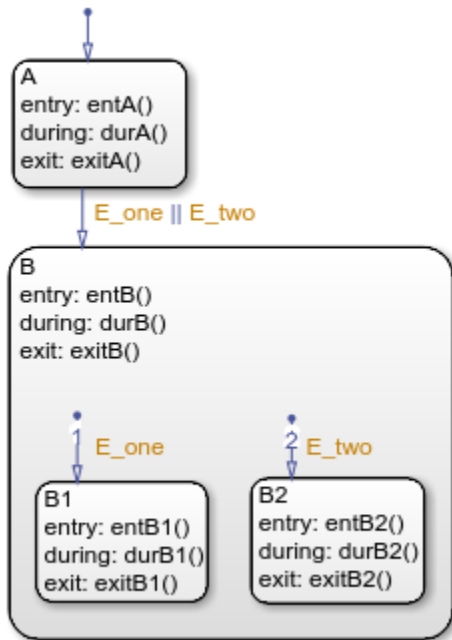 A
entry: entA()
during: durA()
exit: exitA()
E_one || E_two
B
entry: entB()
during: durB()
exit: exitB()
1
E_one
2
E_two
B1
entry: entB1()
during: durB1()
exit: exitB1()
B2
entry: entB2()
during: durB2()
exit: exitB2()